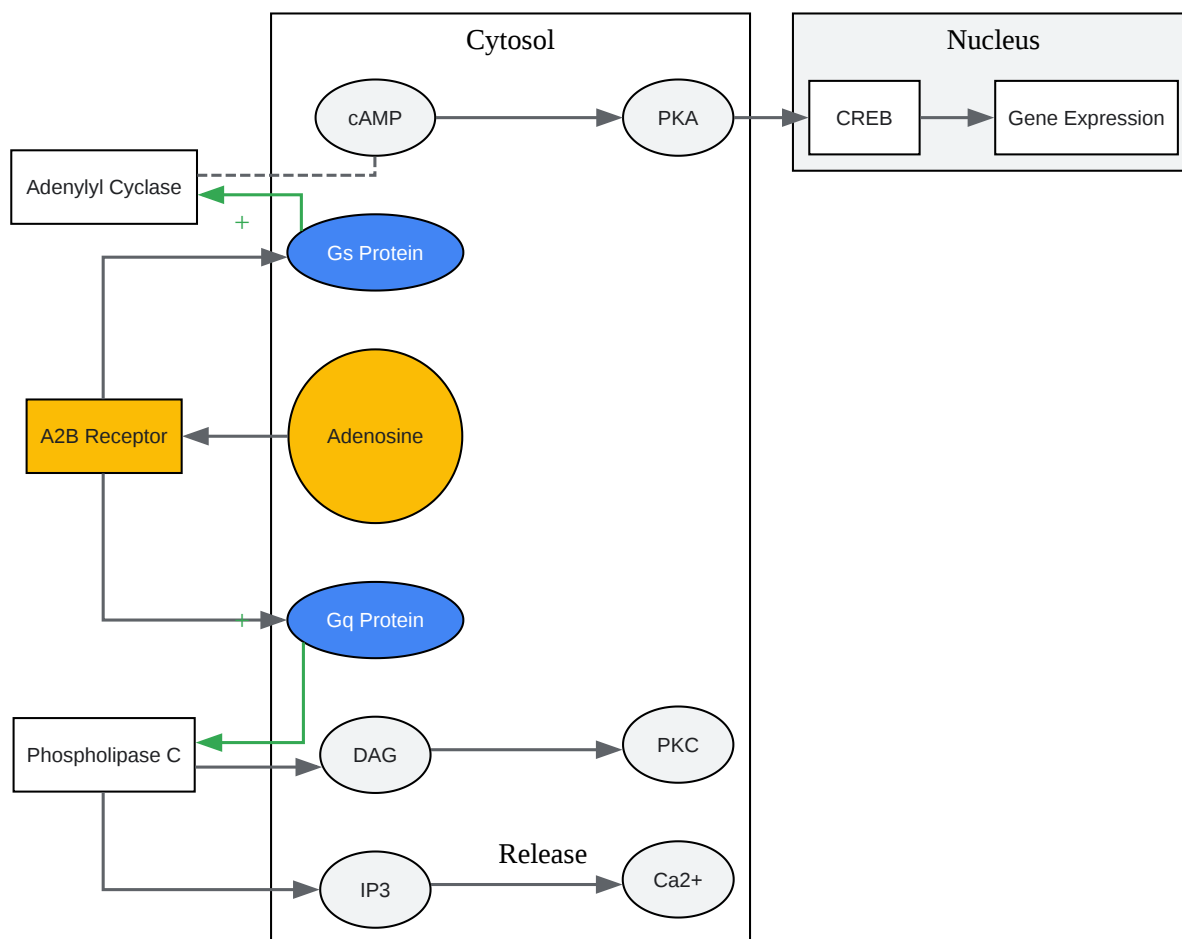 Cytosol
Nucleus
cAMP
PKA
CREB
Gene Expression
Adenylyl Cyclase
+
Gs Protein
A2B Receptor
Adenosine
+
Gq Protein
Phospholipase C
DAG
PKC
Release
IP3
Ca2+